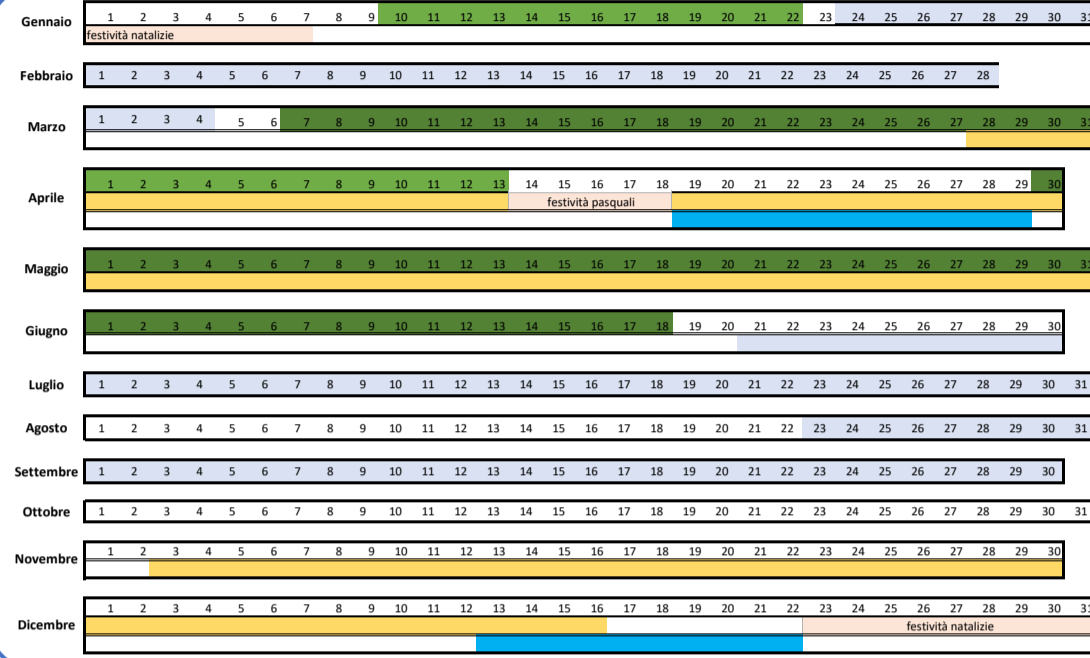 Gennaio 1 2 3 4 5 6 7 8 9 10 11 12 13 14 15 16 17 18 19 20 21 22 23 24 25 26 27 28 29 30 31
festività natalizie
Febbraio 1 2 3 4 5 6 7 8 9 10 11 12 13 14 15 16 17 18 19 20 21 22 23 24 25 26 27 28
Marzo 1 2 3 4 5 6 7 8 9 10 11 12 13 14 15 16 17 18 19 20 21 22 23 24 25 26 27 28 29 30 31
Aprile 1 2 3 4 5 6 7 8 9 10 11 12 13 14 15 16 17 18 19 20 21 22 23 24 25 26 27 28 29 30
festività pasquali
Maggio 1 2 3 4 5 6 7 8 9 10 11 12 13 14 15 16 17 18 19 20 21 22 23 24 25 26 27 28 29 30 31
Giugno 1 2 3 4 5 6 7 8 9 10 11 12 13 14 15 16 17 18 19 20 21 22 23 24 25 26 27 28 29 30
Luglio 1 2 3 4 5 6 7 8 9 10 11 12 13 14 15 16 17 18 19 20 21 22 23 24 25 26 27 28 29 30 31
Agosto 1 2 3 4 5 6 7 8 9 10 11 12 13 14 15 16 17 18 19 20 21 22 23 24 25 26 27 28 29 30 31
Settembre 1 2 3 4 5 6 7 8 9 10 11 12 13 14 15 16 17 18 19 20 21 22 23 24 25 26 27 28 29 30
Ottobre 1 2 3 4 5 6 7 8 9 10 11 12 13 14 15 16 17 18 19 20 21 22 23 24 25 26 27 28 29 30 31
Novembre 1 2 3 4 5 6 7 8 9 10 11 12 13 14 15 16 17 18 19 20 21 22 23 24 25 26 27 28 29 30
Dicembre 1 2 3 4 5 6 7 8 9 10 11 12 13 14 15 16 17 18 19 20 21 22 23 24 25 26 27 28 29 30 31
festività natalizie